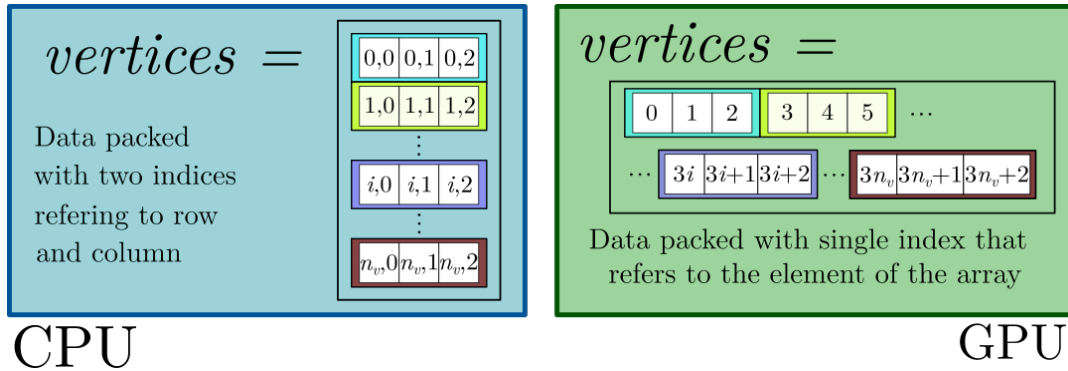 vertices =
0,0 0,1 0,2
1,0 1,1 1,2
⋮
i,0 i,1 i,2
⋮
n_v,0 n_v,1 n_v,2
Data packed
with two indices
refering to row
and column
CPU
vertices =
0 1 2 3 4 5 ⋯
⋯ 3i 3i+1 3i+2 ⋯ 3n_v 3n_v+1 3n_v+2
Data packed with single index that
refers to the element of the array
GPU